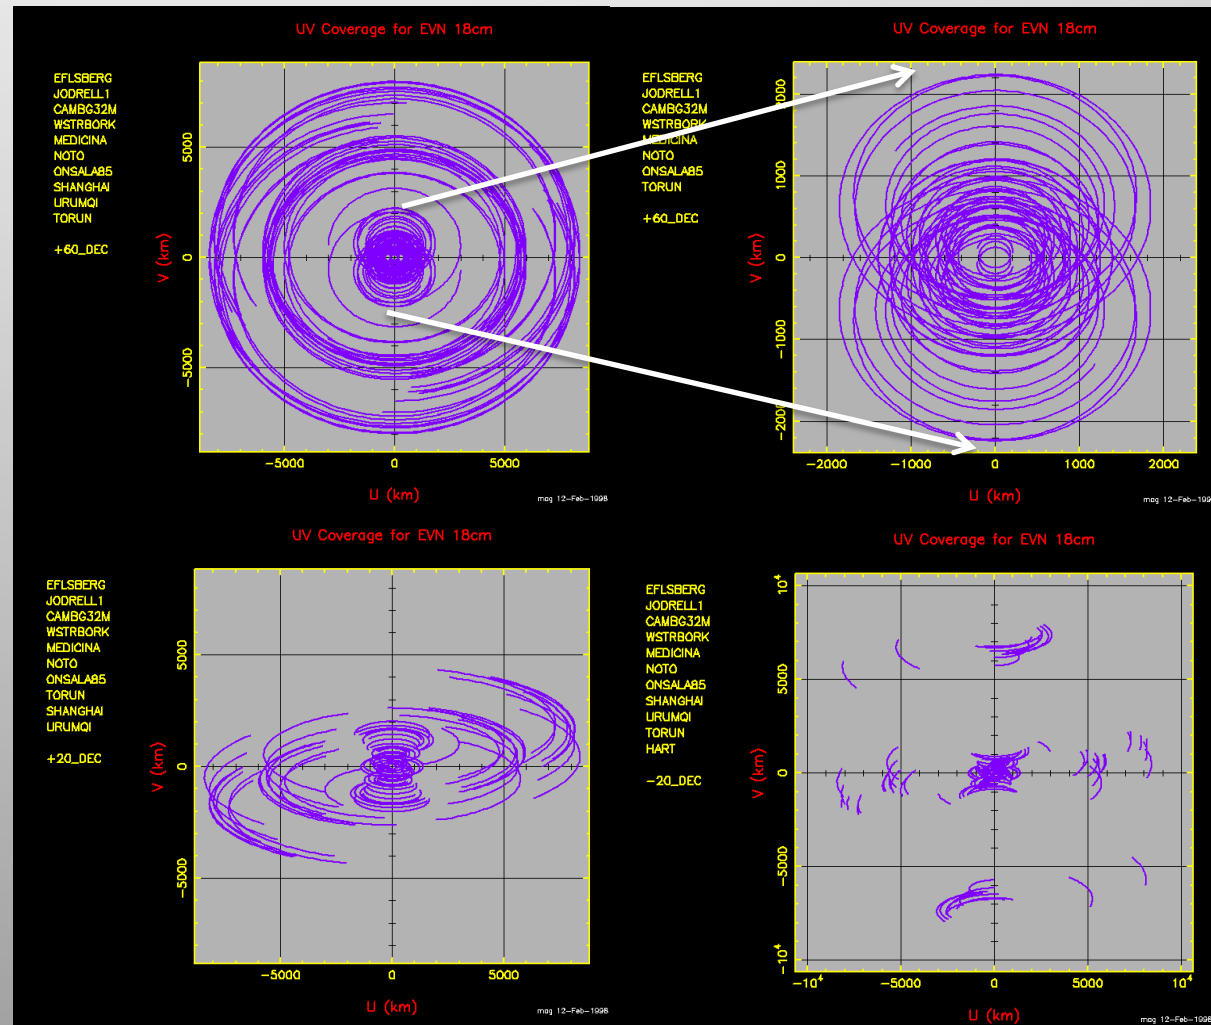 UV Coverage for EVN 18cm
EFLSBERG
JODRELL1
CAMBG32M
WSTRBORK
MEDICINA
NOTO
ONSALA85
SHANGHAI
URUMQI
TORUN
+60_DEC
V (km)
5000
0
-5000
-5000
0
5000
U (km)
mag 12-Feb-1998
UV Coverage for EVN 18cm
EFLSBERG
JODRELL1
CAMBG32M
WSTRBORK
MEDICINA
NOTO
ONSALA85
TORUN
+60_DEC
V (km)
2000
1000
0
-1000
-2000
-2000
-1000
0
1000
2000
U (km)
mag 12-Feb-199
UV Coverage for EVN 18cm
EFLSBERG
JODRELL1
CAMBG32M
WSTRBORK
MEDICINA
NOTO
ONSALA85
TORUN
SHANGHAI
URUMQI
+20_DEC
V (km)
5000
0
-5000
-5000
0
5000
U (km)
mag 12-Feb-1998
UV Coverage for EVN 18cm
EFLSBERG
JODRELL1
CAMBG32M
WSTRBORK
MEDICINA
NOTO
ONSALA85
SHANGHAI
URUMQI
TORUN
HART
-20_DEC
V (km)
10⁴
5000
0
-5000
-10⁴
-10⁴
-5000
0
5000
10⁴
U (km)
mag 12-Feb-1998